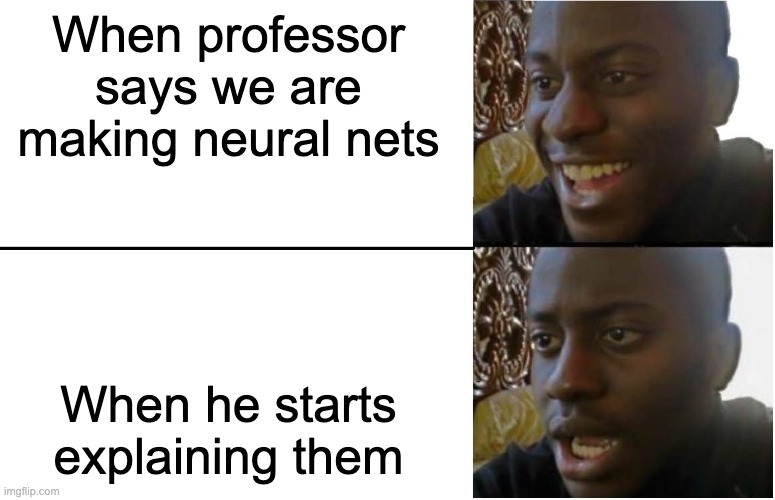 When professor
says we are
making neural nets
When he starts
explaining them
imgflip.com